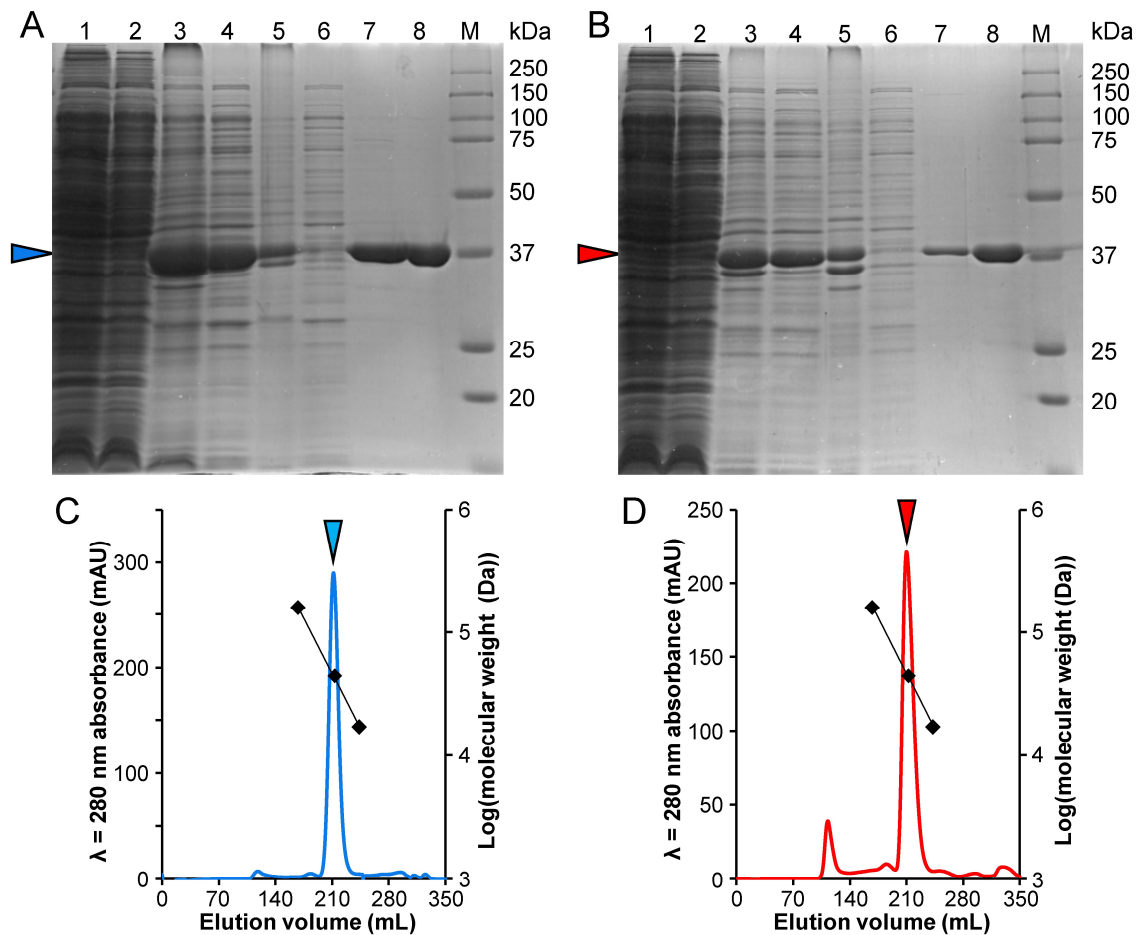 A
1 2 3 4 5 6 7 8 M kDa
250
150
100
75
50
37
25
20
B
1 2 3 4 5 6 7 8 M kDa
250
150
100
75
50
37
25
20
C
λ = 280 nm absorbance (mAU)
300
200
100
0
0 70 140 210 280 350
Elution volume (mL)
6
5
4
3
Log(molecular weight (Da))
D
λ = 280 nm absorbance (mAU)
250
200
150
100
50
0
0 70 140 210 280 350
Elution volume (mL)
6
5
4
3
Log(molecular weight (Da))